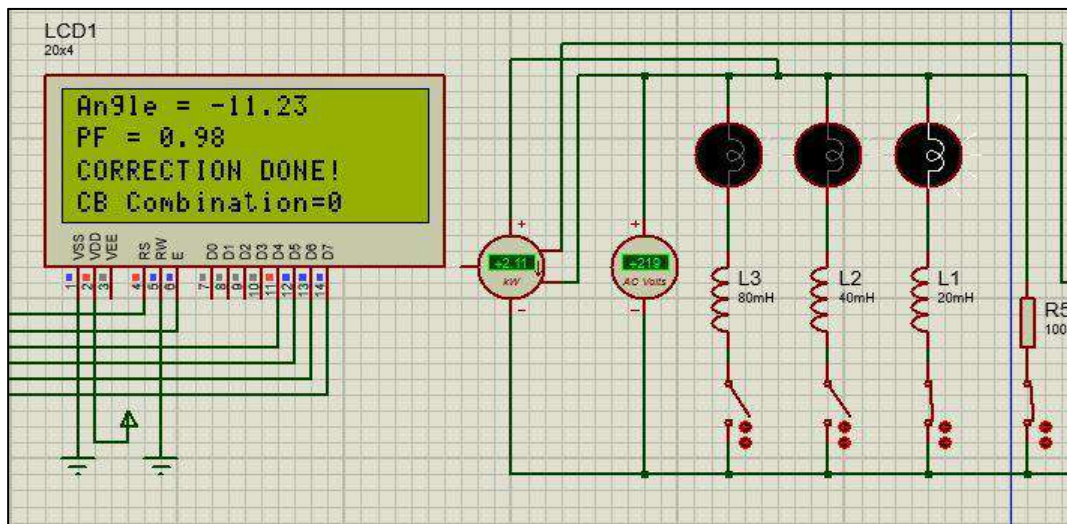 LCD1
20x4
Angle = -11.23
PF = 0.98
CORRECTION DONE!
CB Combination=0
VSS
VDD
VEE
RS
RW
E
D0
D1
D2
D3
D4
D5
D6
D7
1
2
3
4
5
6
7
8
9
10
11
12
13
14
+
+2.11
kW
−
+
+219
AC Volts
−
L3
80mH
L2
40mH
L1
20mH
R5
100